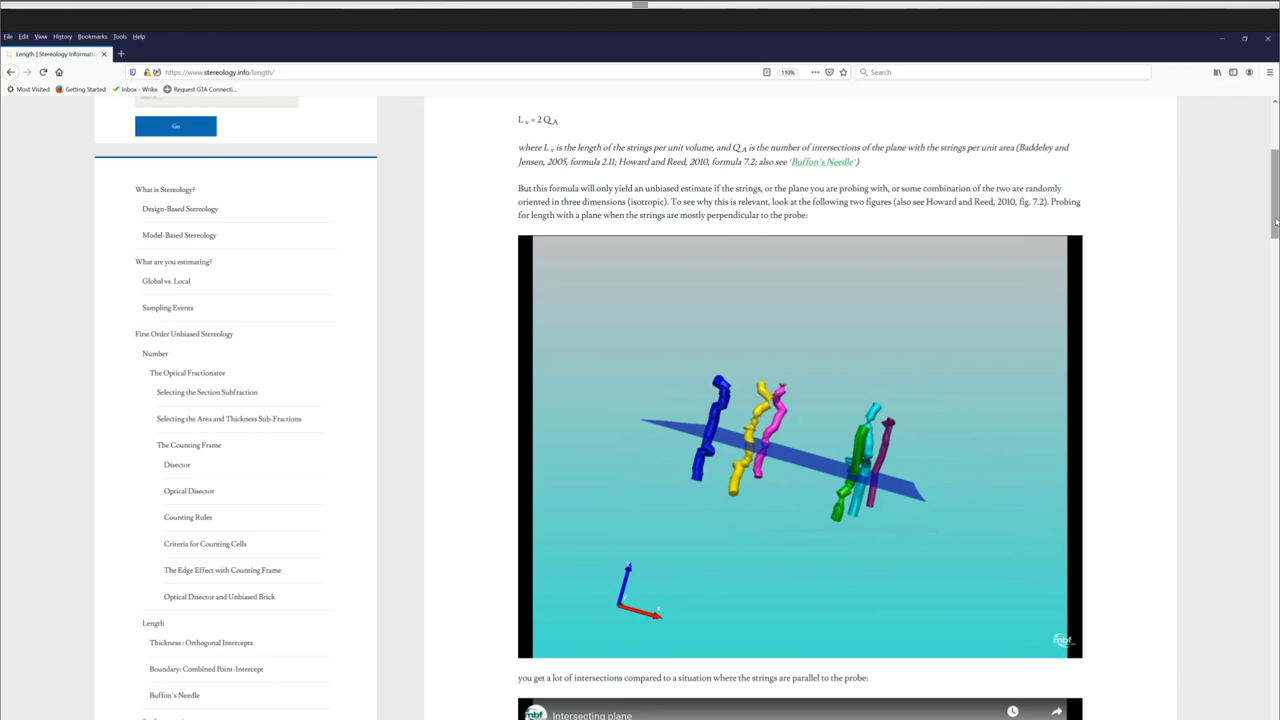 File Edit View History Bookmarks Tools Help
Length | Stereology Informatio
https://www.stereology.info/length/
110%
Search
Most Visited Getting Started Inbox - Wrike Request GTA Connecti...
Go
What is Stereology?
Design-Based Stereology
Model-Based Stereology
What are you estimating?
Global vs. Local
Sampling Events
First Order Unbiased Stereology
Number
The Optical Fractionator
Selecting the Section Subfraction
Selecting the Area and Thickness Sub-Fractions
The Counting Frame
Disector
Optical Disector
Counting Rules
Criteria for Counting Cells
The Edge Effect with Counting Frame
Optical Disector and Unbiased Brick
Length
Thickness : Orthogonal Intercepts
Boundary: Combined Point-Intercept
Buffon's Needle
L v = 2 Q A
where L v is the length of the strings per unit volume, and Q A is the number of intersections of the plane with the strings per unit area (Baddeley and
Jensen, 2005, formula 2.11; Howard and Reed, 2010, formula 7.2; also see 'Buffon's Needle')
But this formula will only yield an unbiased estimate if the strings, or the plane you are probing with, or some combination of the two are randomly
oriented in three dimensions (isotropic). To see why this is relevant, look at the following two figures (also see Howard and Reed, 2010, fig. 7.2). Probing
for length with a plane when the strings are mostly perpendicular to the probe:
x
mbf
you get a lot of intersections compared to a situation where the strings are parallel to the probe:
mbf
Intersecting plane